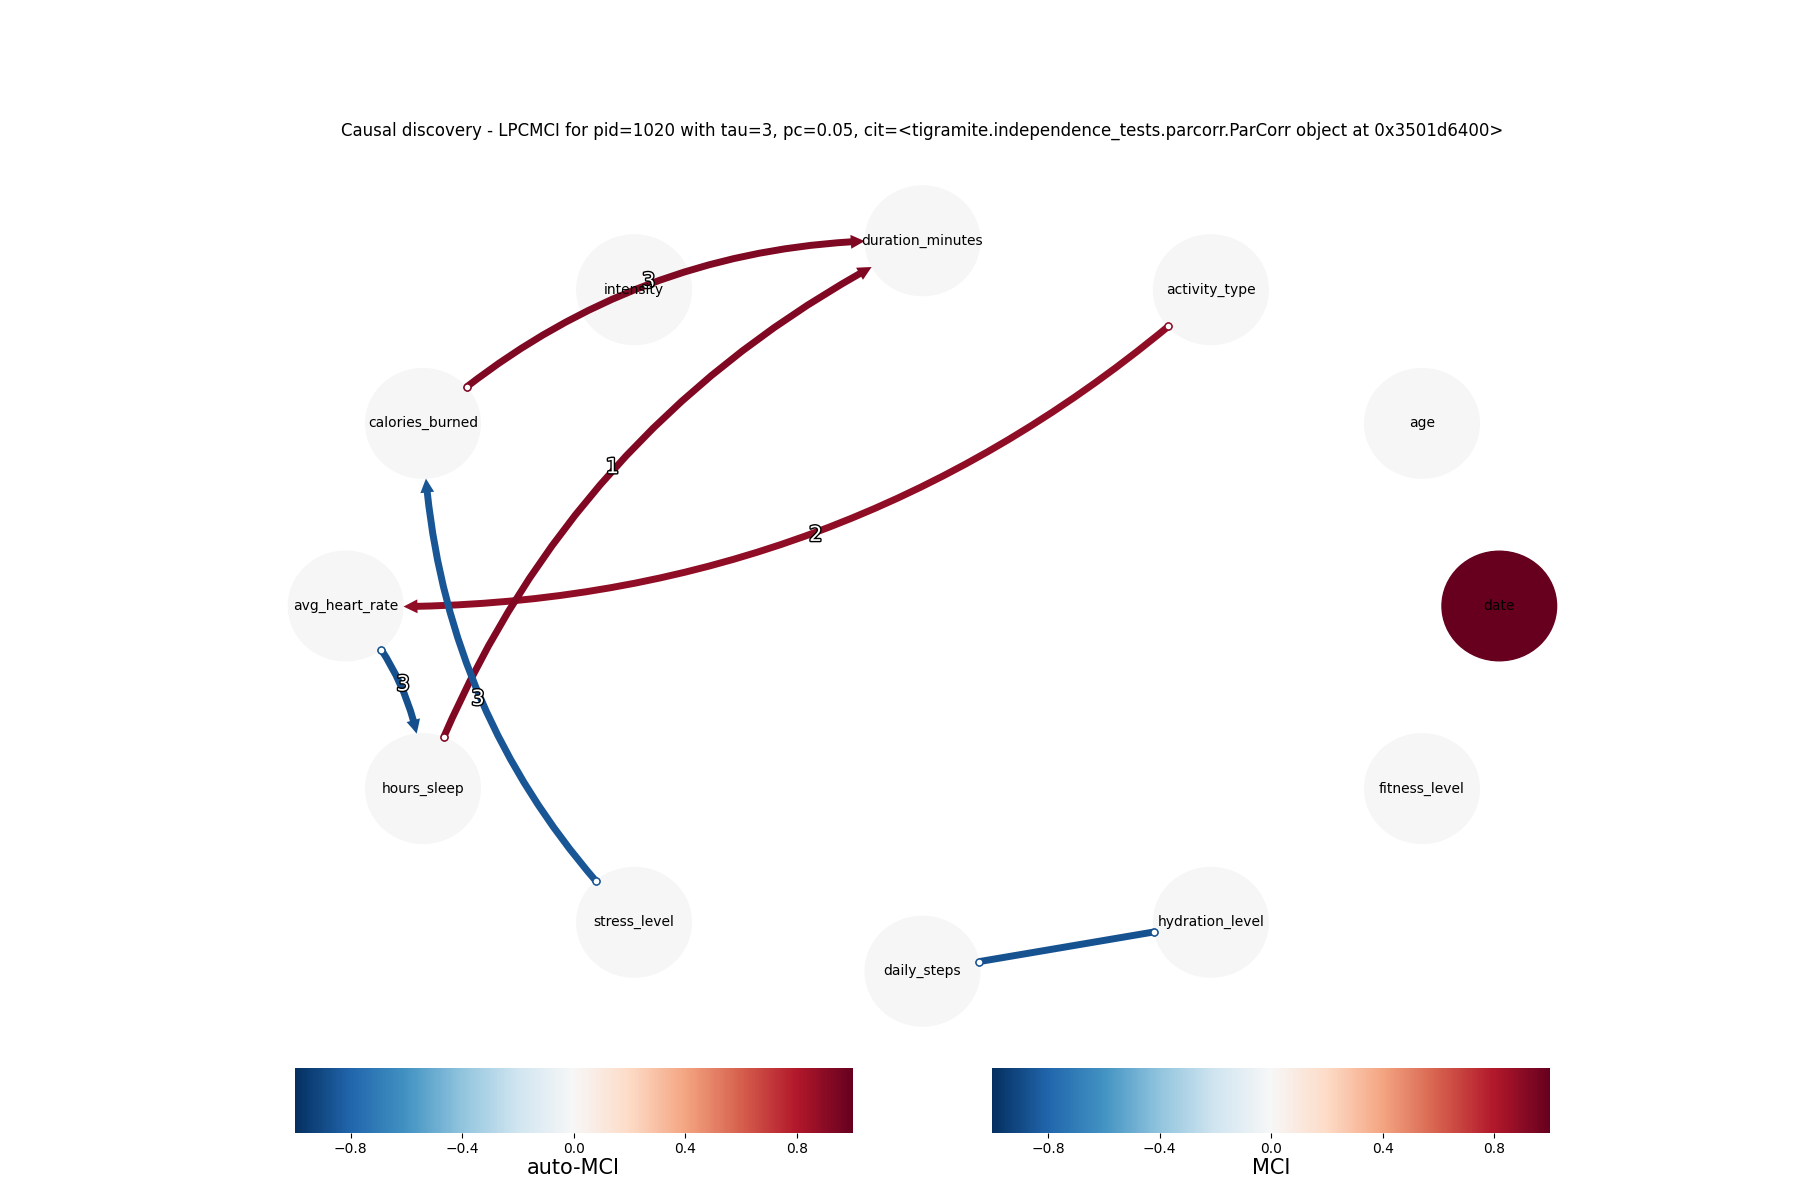 Causal discovery - LPCMCI for pid=1020 with tau=3, pc=0.05, cit=<tigramite.independence_tests.parcorr.ParCorr object at 0x3501d6400>
duration_minutes
intensity
3
activity_type
calories_burned
age
1
2
avg_heart_rate
date
3
3
hours_sleep
fitness_level
stress_level
hydration_level
daily_steps
−0.8 −0.4 0.0 0.4 0.8
auto-MCI
−0.8 −0.4 0.0 0.4 0.8
MCI